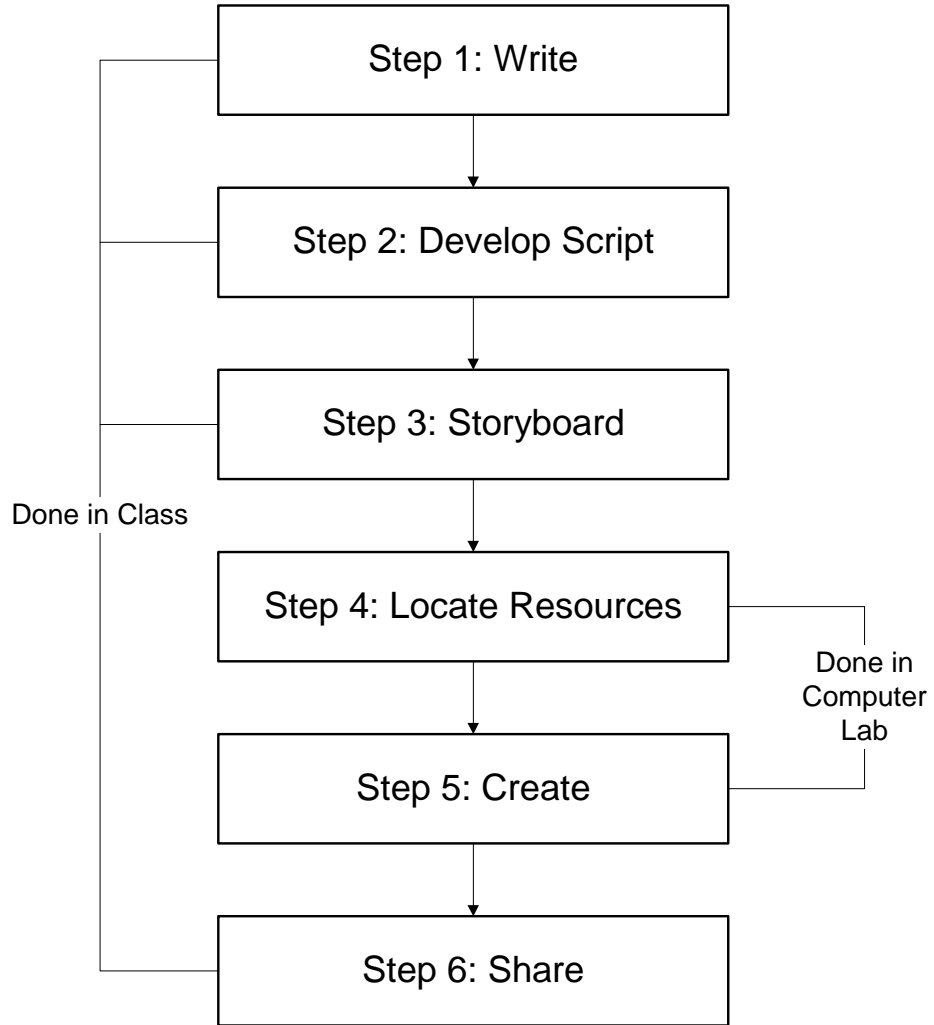 Step 1: Write
Step 2: Develop Script
Step 3: Storyboard
Done in Class
Step 4: Locate Resources
Done in
Computer
Lab
Step 5: Create
Step 6: Share